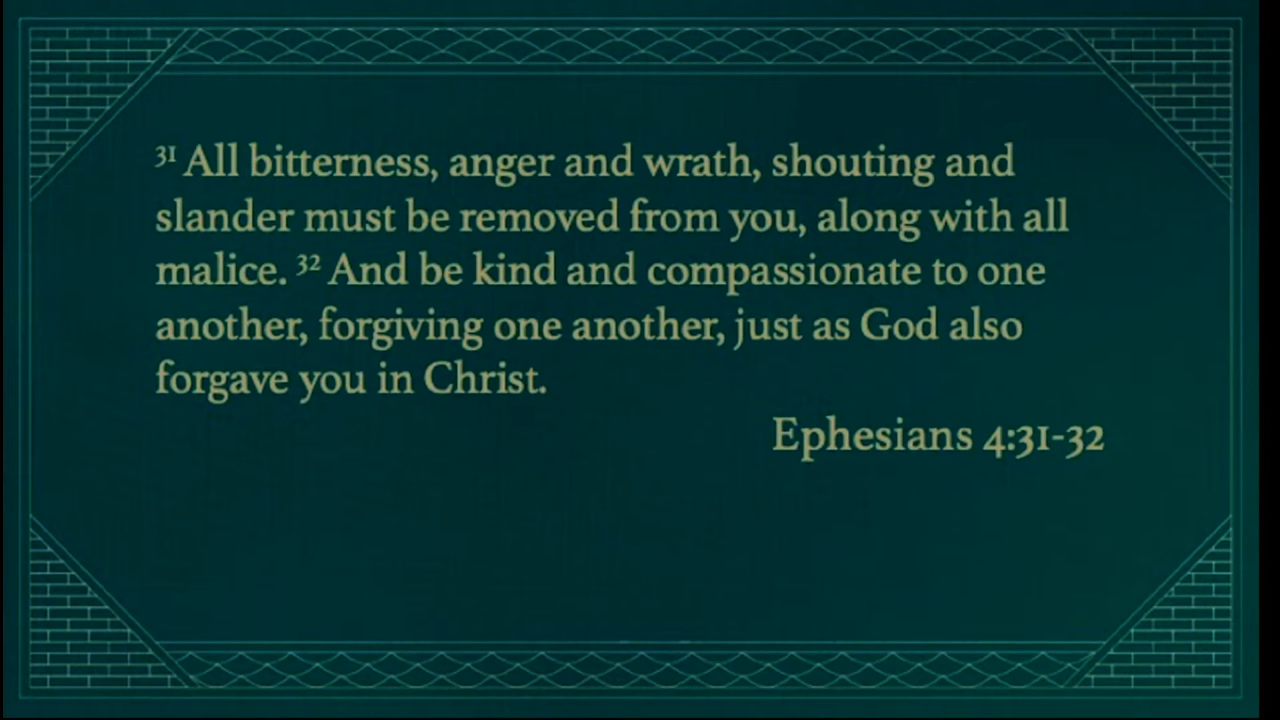 31 All bitterness, anger and wrath, shouting and
slander must be removed from you, along with all
malice. 32 And be kind and compassionate to one
another, forgiving one another, just as God also
forgave you in Christ.
Ephesians 4:31-32